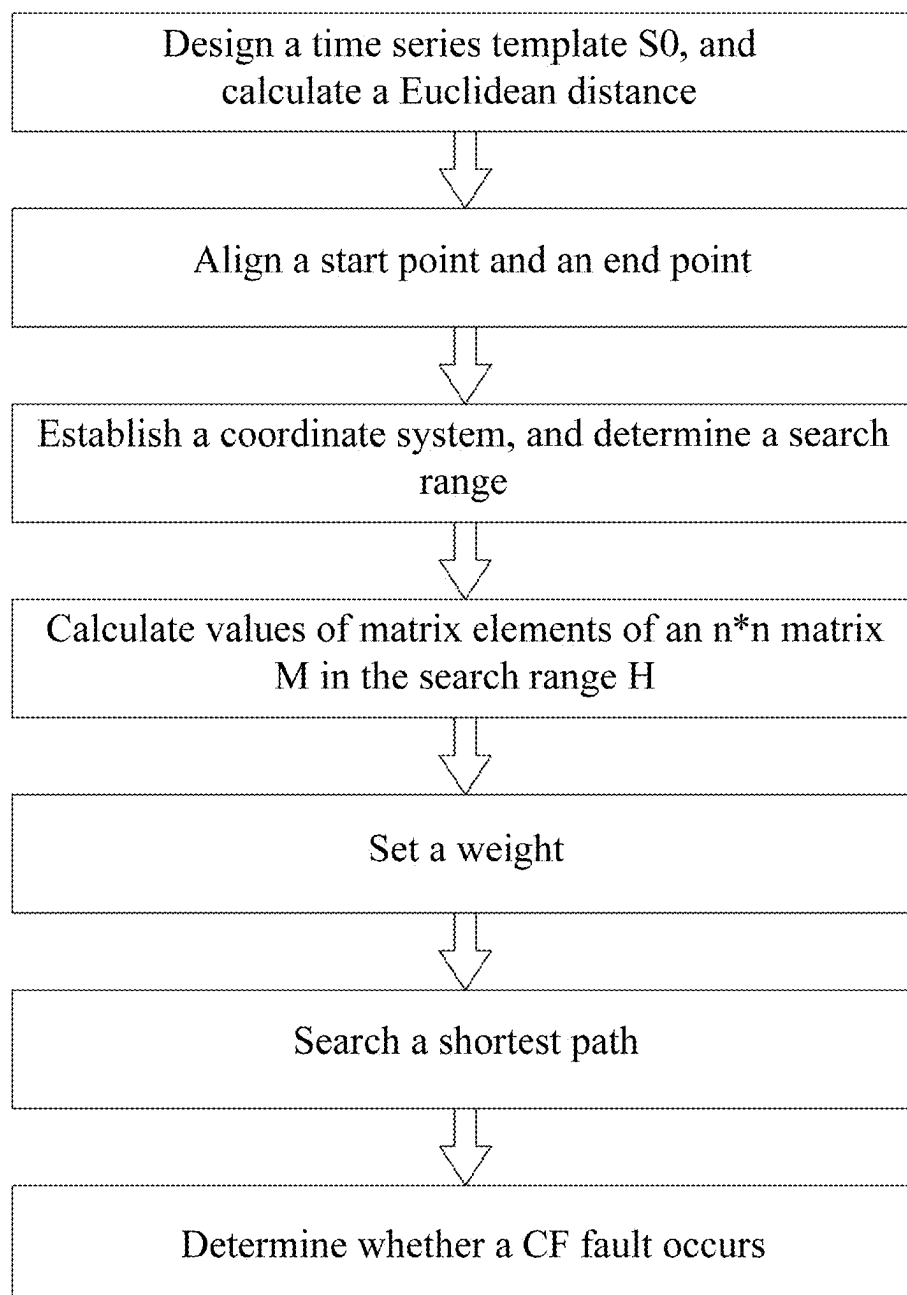 Design a time series template S0, and
calculate a Euclidean distance
Align a start point and an end point
Establish a coordinate system, and determine a search
range
Calculate values of matrix elements of an n*n matrix
M in the search range H
Set a weight
Search a shortest path
Determine whether a CF fault occurs